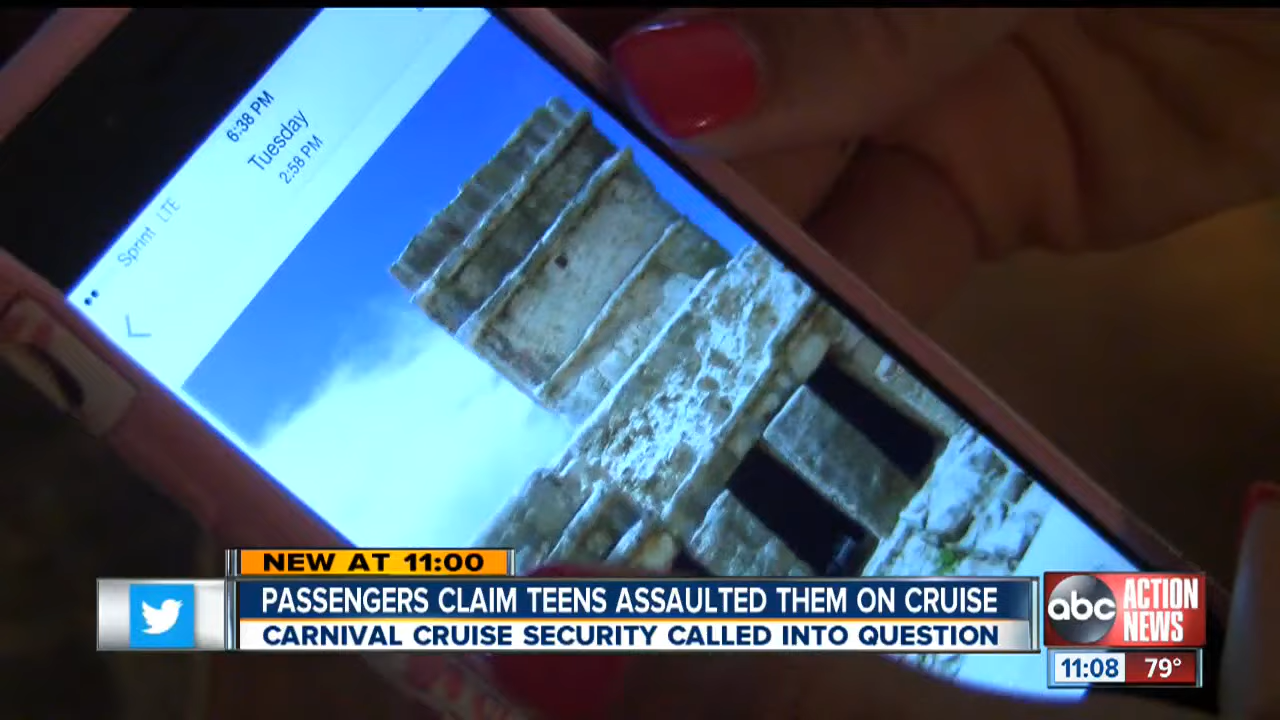 6:38 PM
Sprint LTE
Tuesday
2:58 PM
NEW AT 11:00
PASSENGERS CLAIM TEENS ASSAULTED THEM ON CRUISE
CARNIVAL CRUISE SECURITY CALLED INTO QUESTION
abc ACTION
NEWS
11:08 79°